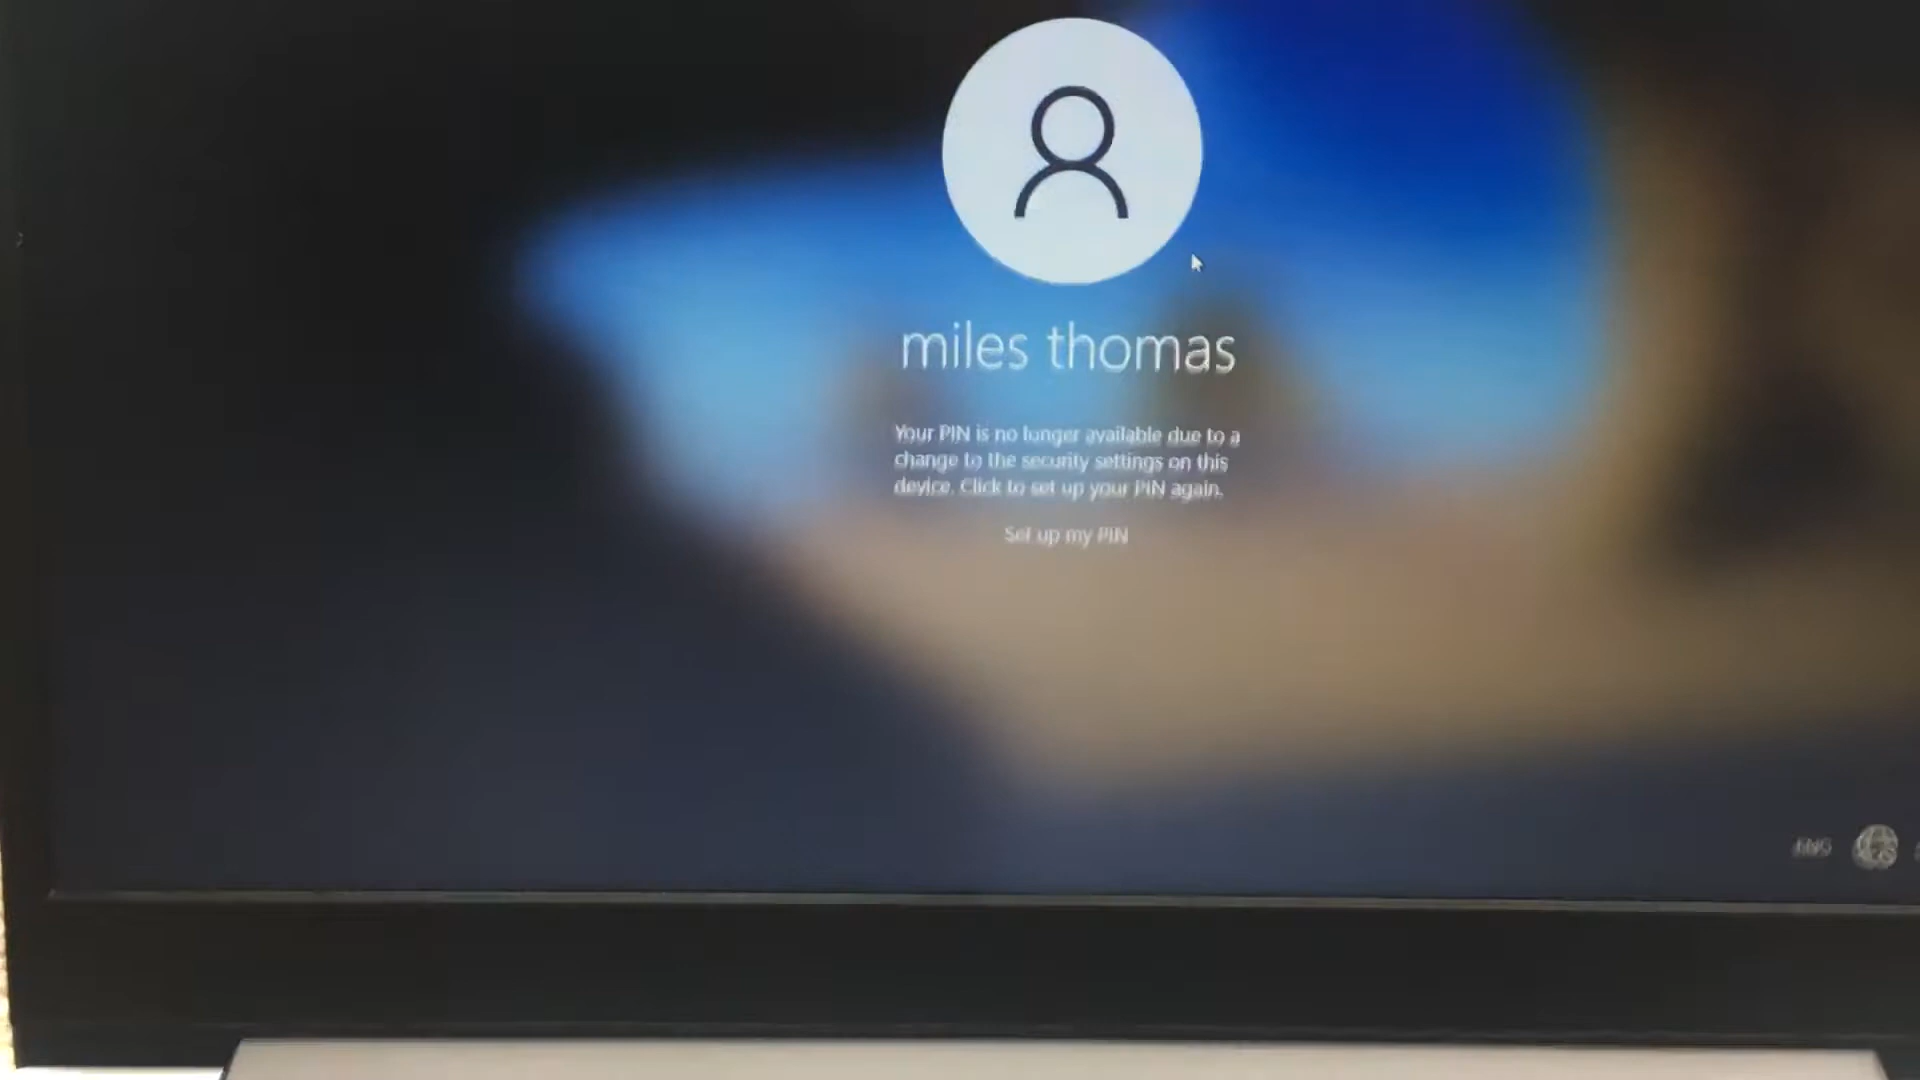 miles thomas
Your PIN is no longer available due to a
change to the security settings on this
device. Click to set up your PIN again.
Set up my PIN
ENG